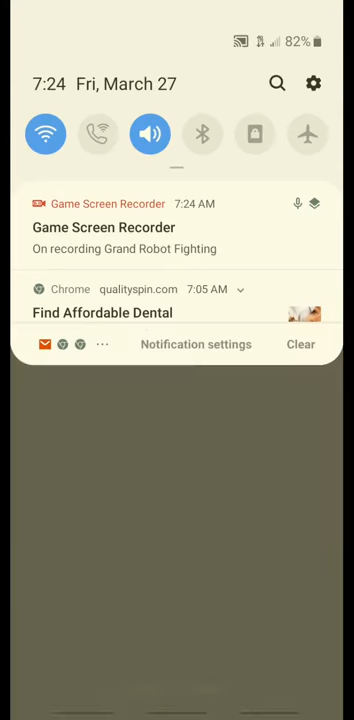 82%
7:24 Fri, March 27
Game Screen Recorder 7:24 AM
Game Screen Recorder
On recording Grand Robot Fighting
Chrome qualityspin.com 7:05 AM
Find Affordable Dental
Notification settings Clear